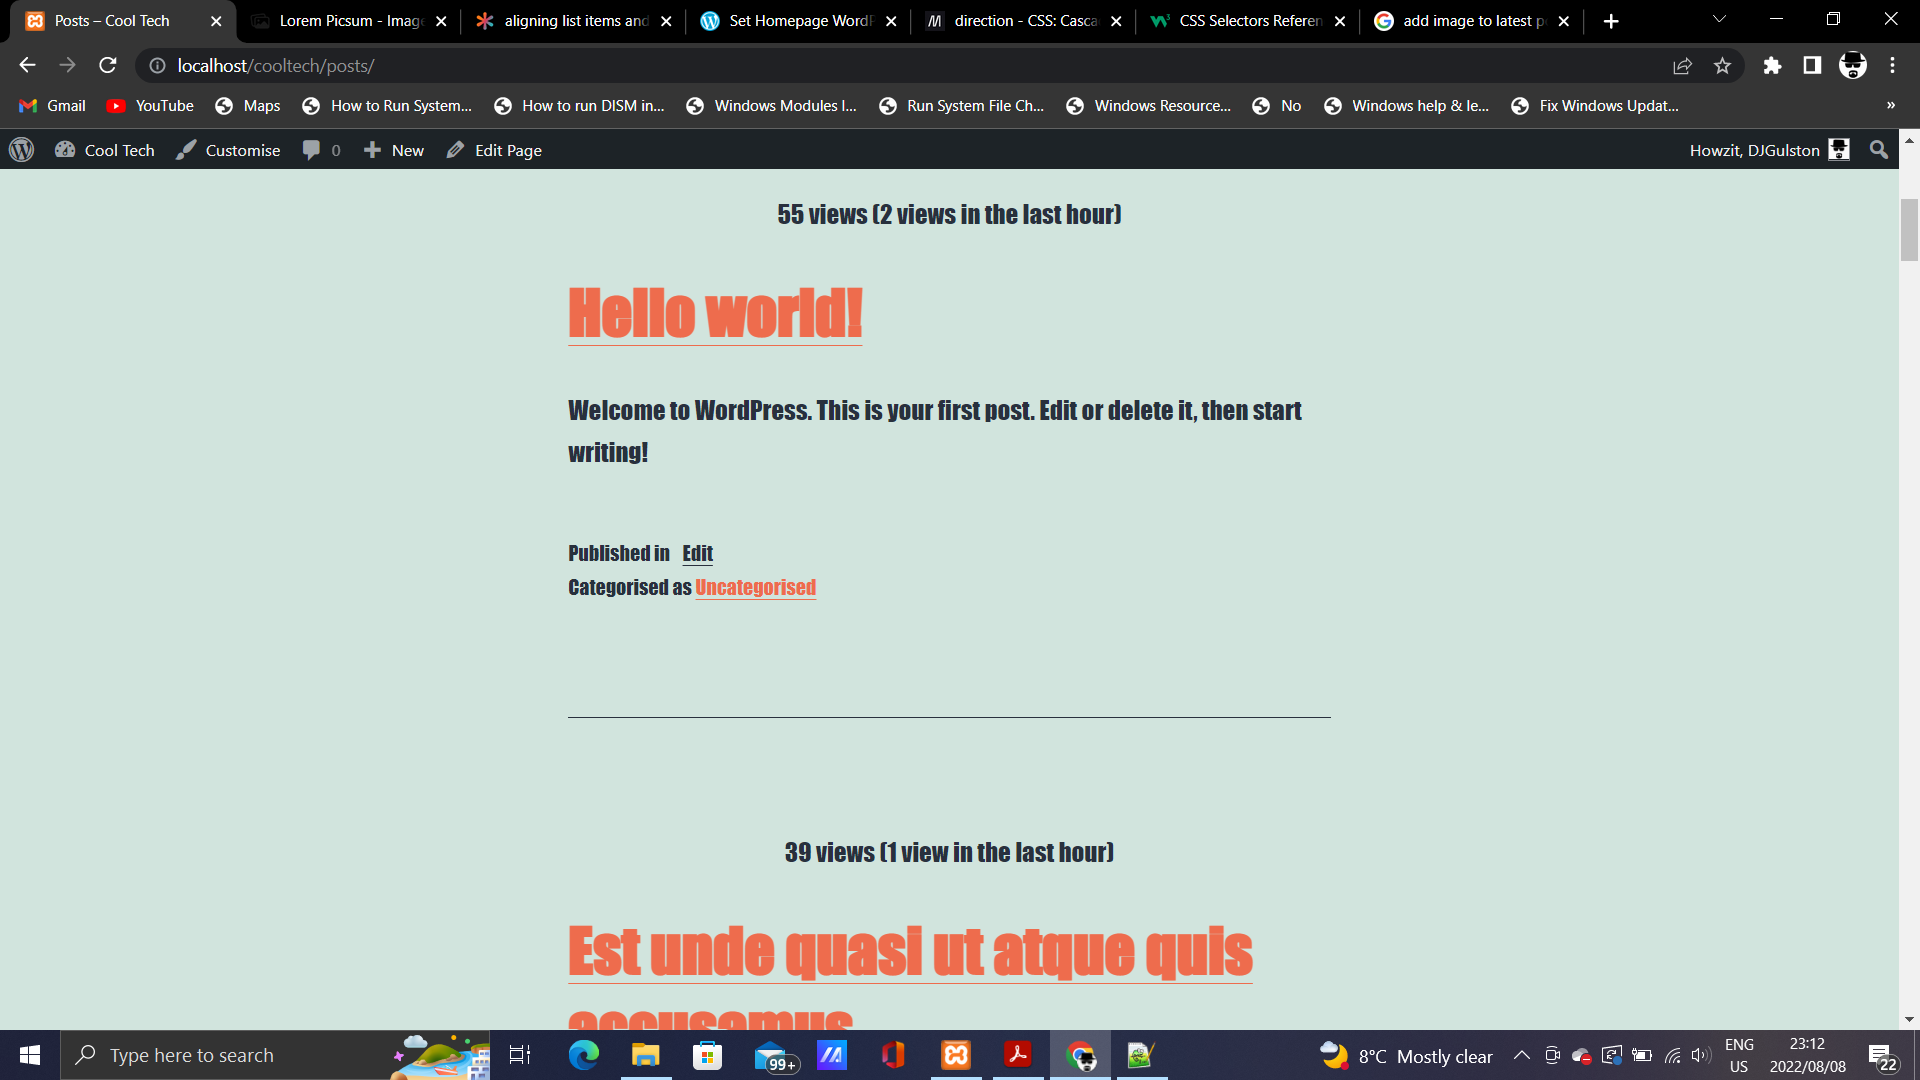 Posts – Cool Tech
Lorem Picsum - Image
aligning list items and
Set Homepage WordP
direction - CSS: Casca
CSS Selectors Referen
add image to latest p
localhost/cooltech/posts/
Gmail
YouTube
Maps
How to Run System...
How to run DISM in...
Windows Modules I...
Run System File Ch...
Windows Resource...
No
Windows help & le...
Fix Windows Updat...
»
Cool Tech
Customise
0
New
Edit Page
Howzit, DJGulston
55 views (2 views in the last hour)
Hello world!
Welcome to WordPress. This is your first post. Edit or delete it, then start
writing!
Published in Edit
Categorised as Uncategorised
39 views (1 view in the last hour)
Est unde quasi ut atque quis
accusamus
Type here to search
99+
8°C Mostly clear
ENG
US
23:12
2022/08/08
22